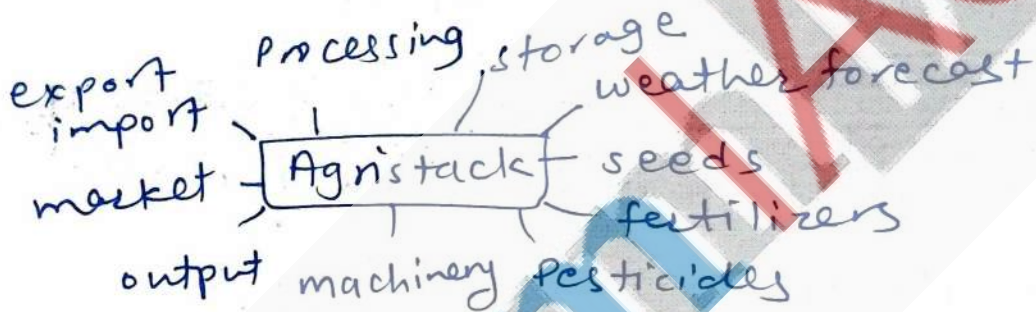 Processing storage
export import weather forecast
market Agristack seeds
fertilizers
output machinery Pesticides